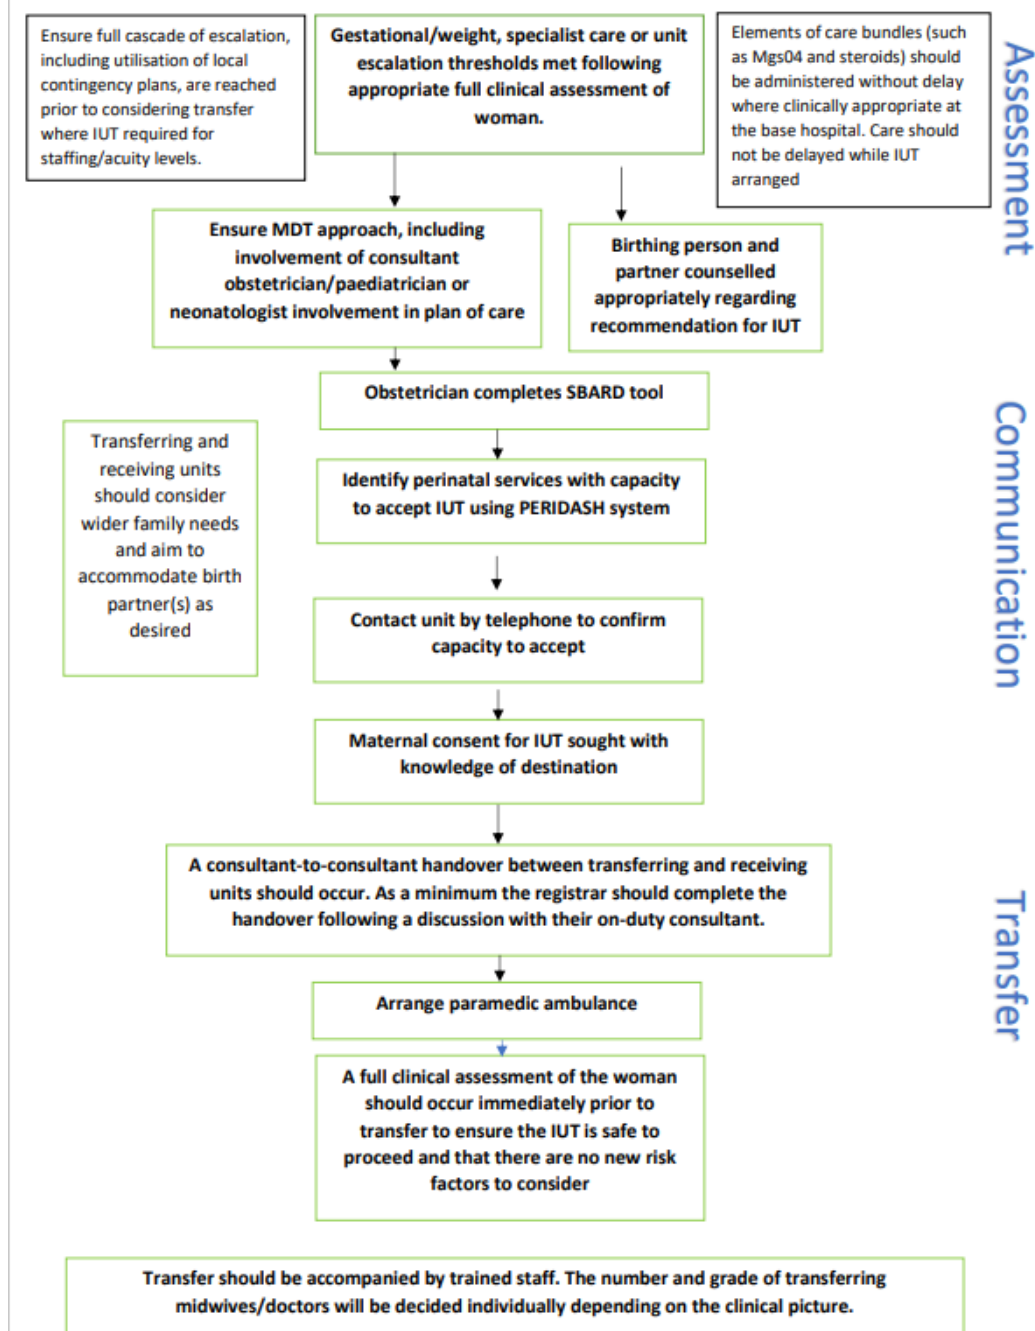 Ensure full cascade of escalation,
including utilisation of local
contingency plans, are reached
prior to considering transfer
where IUT required for
staffing/acuity levels.
Gestational/weight, specialist care or unit
escalation thresholds met following
appropriate full clinical assessment of
woman.
Elements of care bundles (such
as Mgs04 and steroids) should
be administered without delay
where clinically appropriate at
the base hospital. Care should
not be delayed while IUT
arranged
Assessment
Ensure MDT approach, including
involvement of consultant
obstetrician/paediatrician or
neonatologist involvement in plan of care
Birthing person and
partner counselled
appropriately regarding
recommendation for IUT
Obstetrician completes SBARD tool
Transferring and
receiving units
should consider
wider family needs
and aim to
accommodate birth
partner(s) as
desired
Identify perinatal services with capacity
to accept IUT using PERIDASH system
Communication
Contact unit by telephone to confirm
capacity to accept
Maternal consent for IUT sought with
knowledge of destination
A consultant-to-consultant handover between transferring and receiving
units should occur. As a minimum the registrar should complete the
handover following a discussion with their on-duty consultant.
Transfer
Arrange paramedic ambulance
A full clinical assessment of the woman
should occur immediately prior to
transfer to ensure the IUT is safe to
proceed and that there are no new risk
factors to consider
Transfer should be accompanied by trained staff. The number and grade of transferring
midwives/doctors will be decided individually depending on the clinical picture.